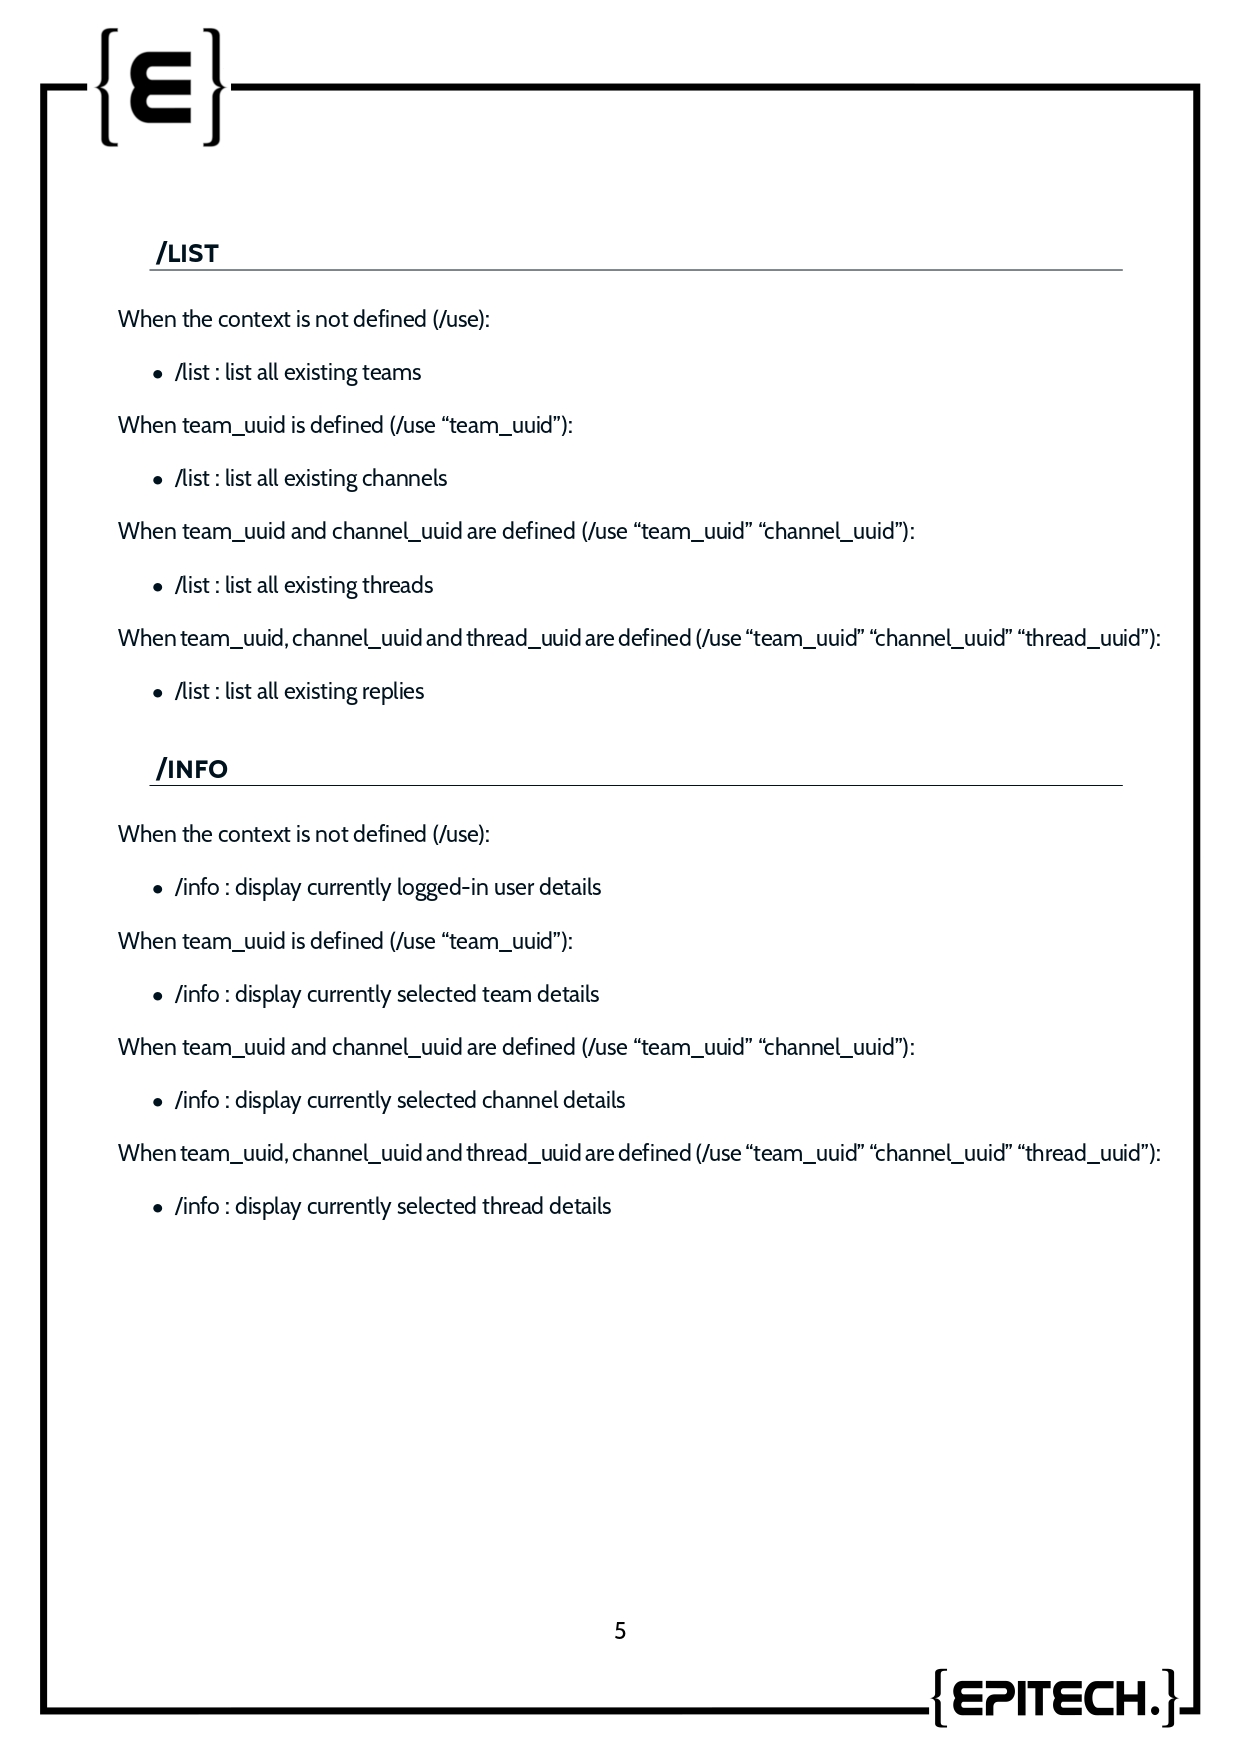 {E}
/LIST
When the context is not defined (/use):
• /list : list all existing teams
When team_uuid is defined (/use “team_uuid”):
• /list : list all existing channels
When team_uuid and channel_uuid are defined (/use “team_uuid” “channel_uuid”):
• /list : list all existing threads
When team_uuid, channel_uuid and thread_uuid are defined (/use “team_uuid” “channel_uuid” “thread_uuid”):
• /list : list all existing replies
/INFO
When the context is not defined (/use):
• /info : display currently logged-in user details
When team_uuid is defined (/use “team_uuid”):
• /info : display currently selected team details
When team_uuid and channel_uuid are defined (/use “team_uuid” “channel_uuid”):
• /info : display currently selected channel details
When team_uuid, channel_uuid and thread_uuid are defined (/use “team_uuid” “channel_uuid” “thread_uuid”):
• /info : display currently selected thread details
5
{EPITECH.}